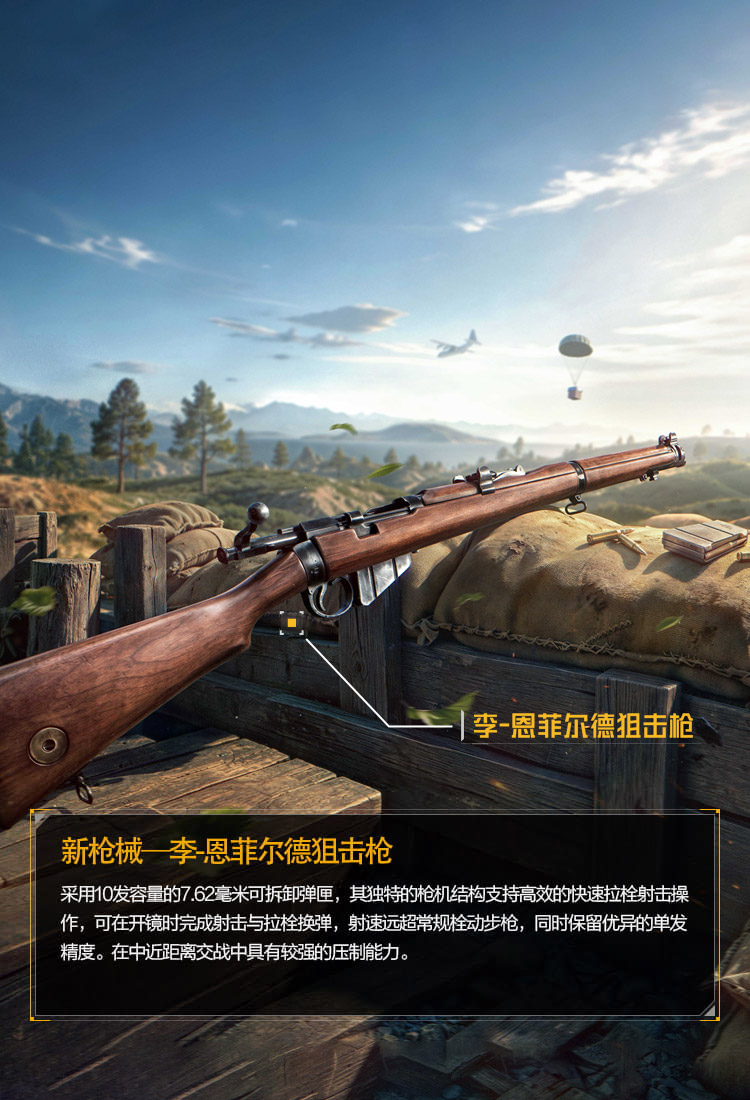 李-恩菲尔德狙击枪
新枪械—李-恩菲尔德狙击枪
采用10发容量的7.62毫米可拆卸弹匣，其独特的枪机结构支持高效的快速拉栓射击操
作，可在开镜时完成射击与拉栓换弹，射速远超常规栓动步枪，同时保留优异的单发
精度。在中近距离交战中具有较强的压制能力。